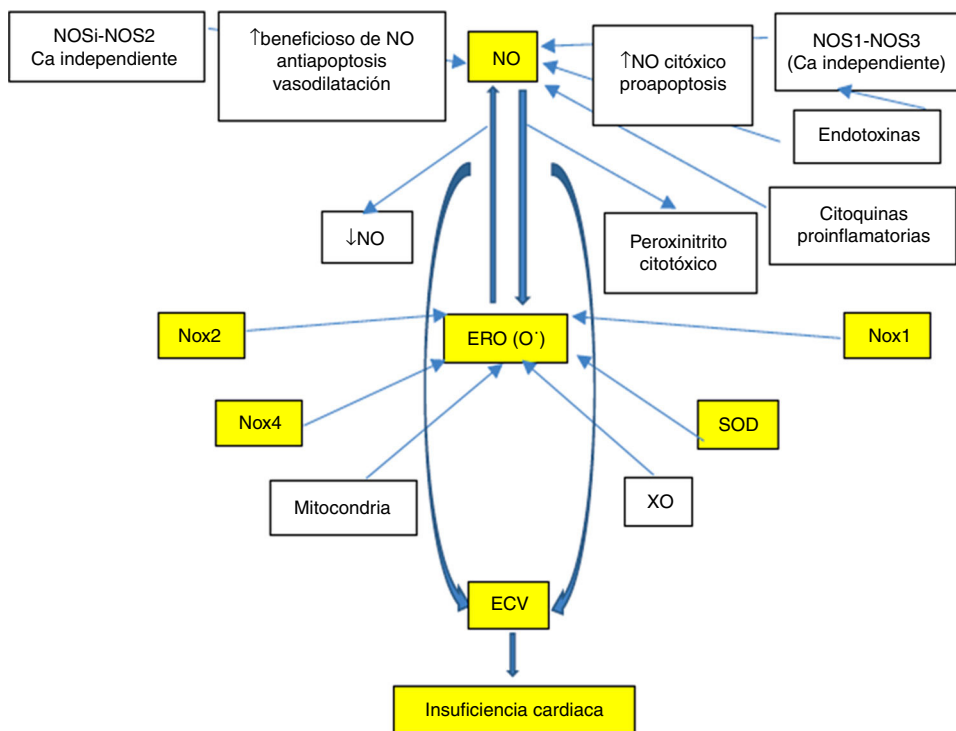 NOSi-NOS2
Ca independiente
↑beneficioso de NO
antiapoptosis
vasodilatación
NO
↑NO citóxico
proapoptosis
NOS1-NOS3
(Ca independiente)
Endotoxinas
Citoquinas
proinflamatorias
↓NO
Peroxinitrito
citotóxico
Nox2
ERO (O˙)
Nox1
Nox4
SOD
Mitocondria
XO
ECV
Insuficiencia cardiaca